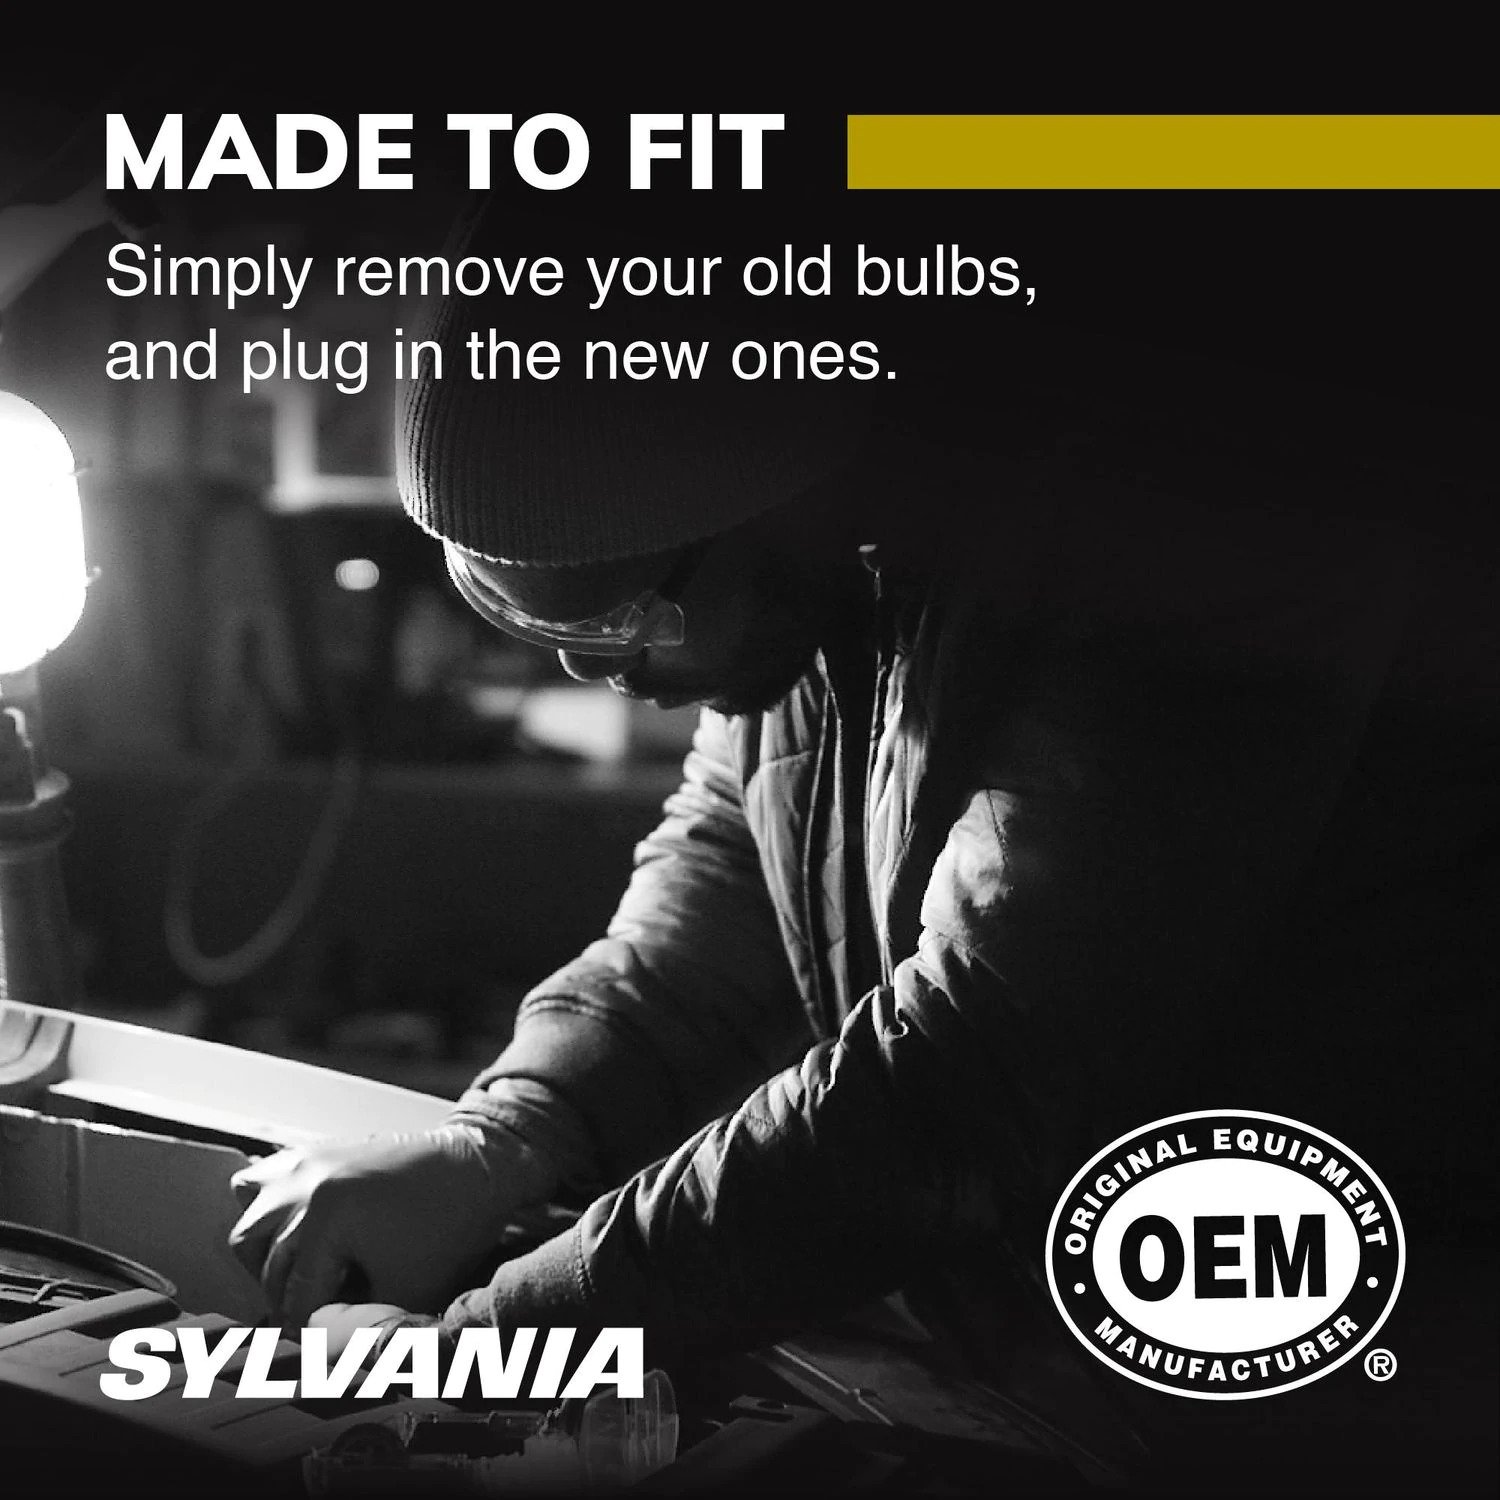 MADE TO FIT
Simply remove your old bulbs,
and plug in the new ones.
SYLVANIA
ORIGINAL EQUIPMENT
OEM
MANUFACTURER
®